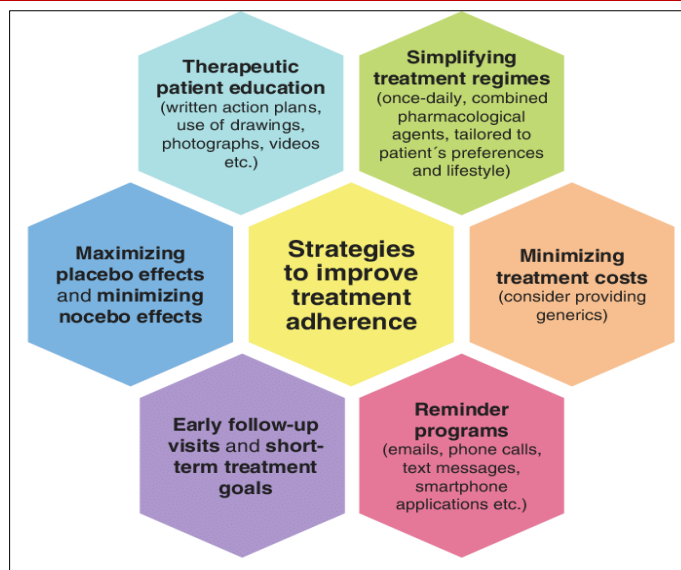 Therapeutic
patient education
(written action plans,
use of drawings,
photographs, videos
etc.)
Simplifying
treatment regimes
(once-daily, combined
pharmacological
agents, tailored to
patient´s preferences
and lifestyle)
Maximizing
placebo effects
and minimizing
nocebo effects
Strategies
to improve
treatment
adherence
Minimizing
treatment costs
(consider providing
generics)
Early follow-up
visits and short-
term treatment
goals
Reminder
programs
(emails, phone calls,
text messages,
smartphone
applications etc.)